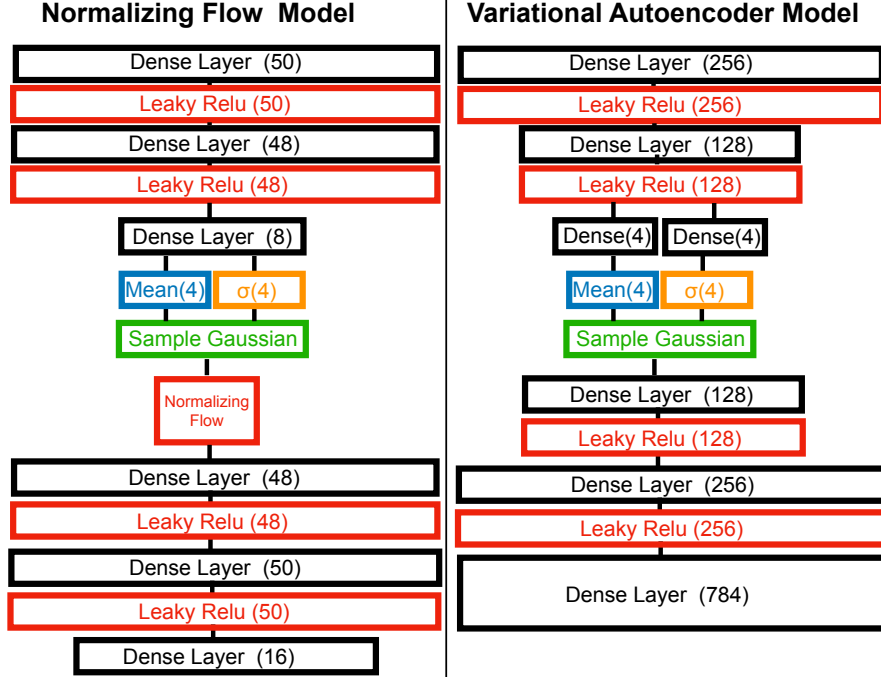 Normalizing Flow Model
Dense Layer (50)
Leaky Relu (50)
Dense Layer (48)
Leaky Relu (48)
Dense Layer (8)
Mean(4)
σ(4)
Sample Gaussian
Normalizing
Flow
Dense Layer (48)
Leaky Relu (48)
Dense Layer (50)
Leaky Relu (50)
Dense Layer (16)
Variational Autoencoder Model
Dense Layer (256)
Leaky Relu (256)
Dense Layer (128)
Leaky Relu (128)
Dense(4)
Dense(4)
Mean(4)
σ(4)
Sample Gaussian
Dense Layer (128)
Leaky Relu (128)
Dense Layer (256)
Leaky Relu (256)
Dense Layer (784)